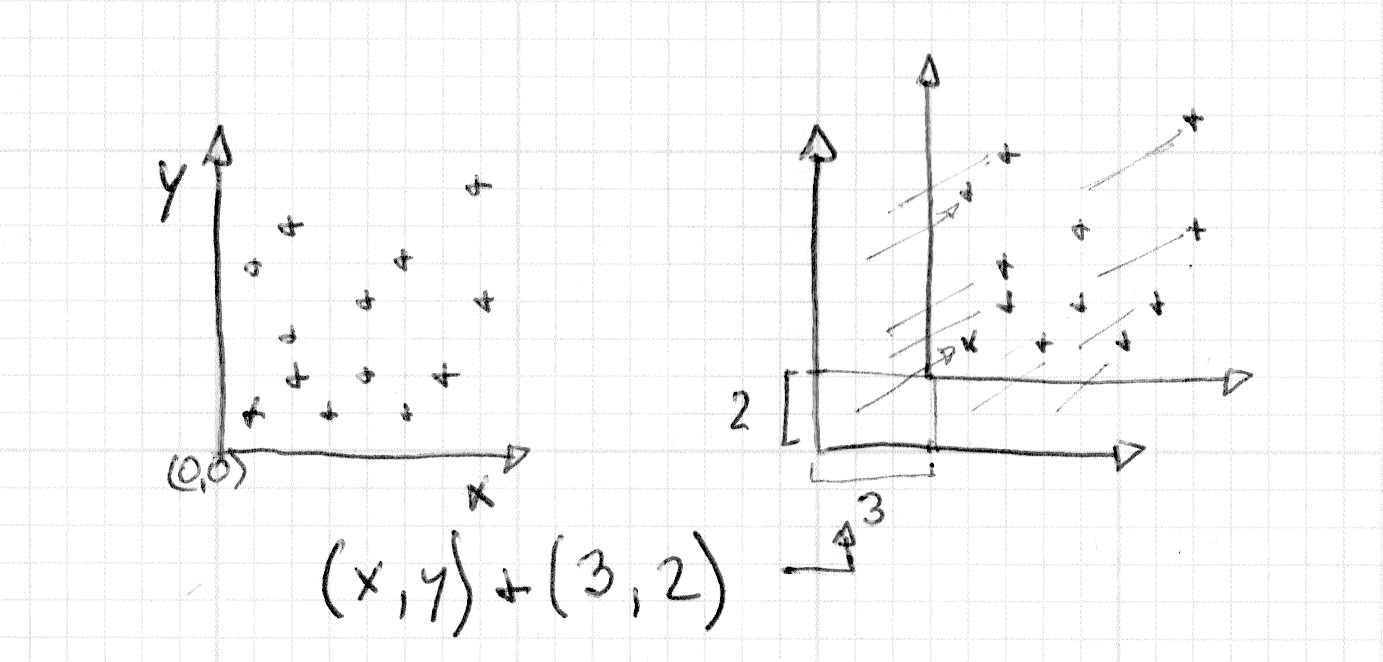 y
(0,0)
x
2
3
(x,y)+(3,2)